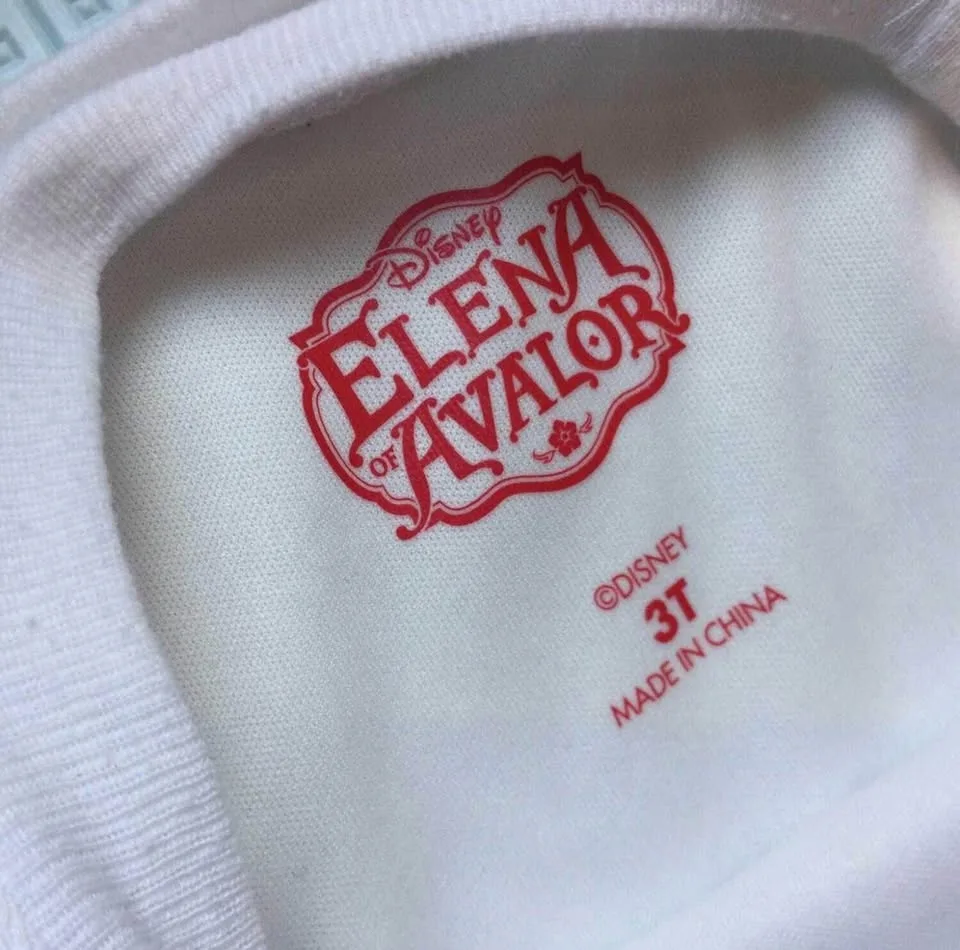 Disney
ELENA
OF AVALOR
©DISNEY
3T
MADE IN CHINA